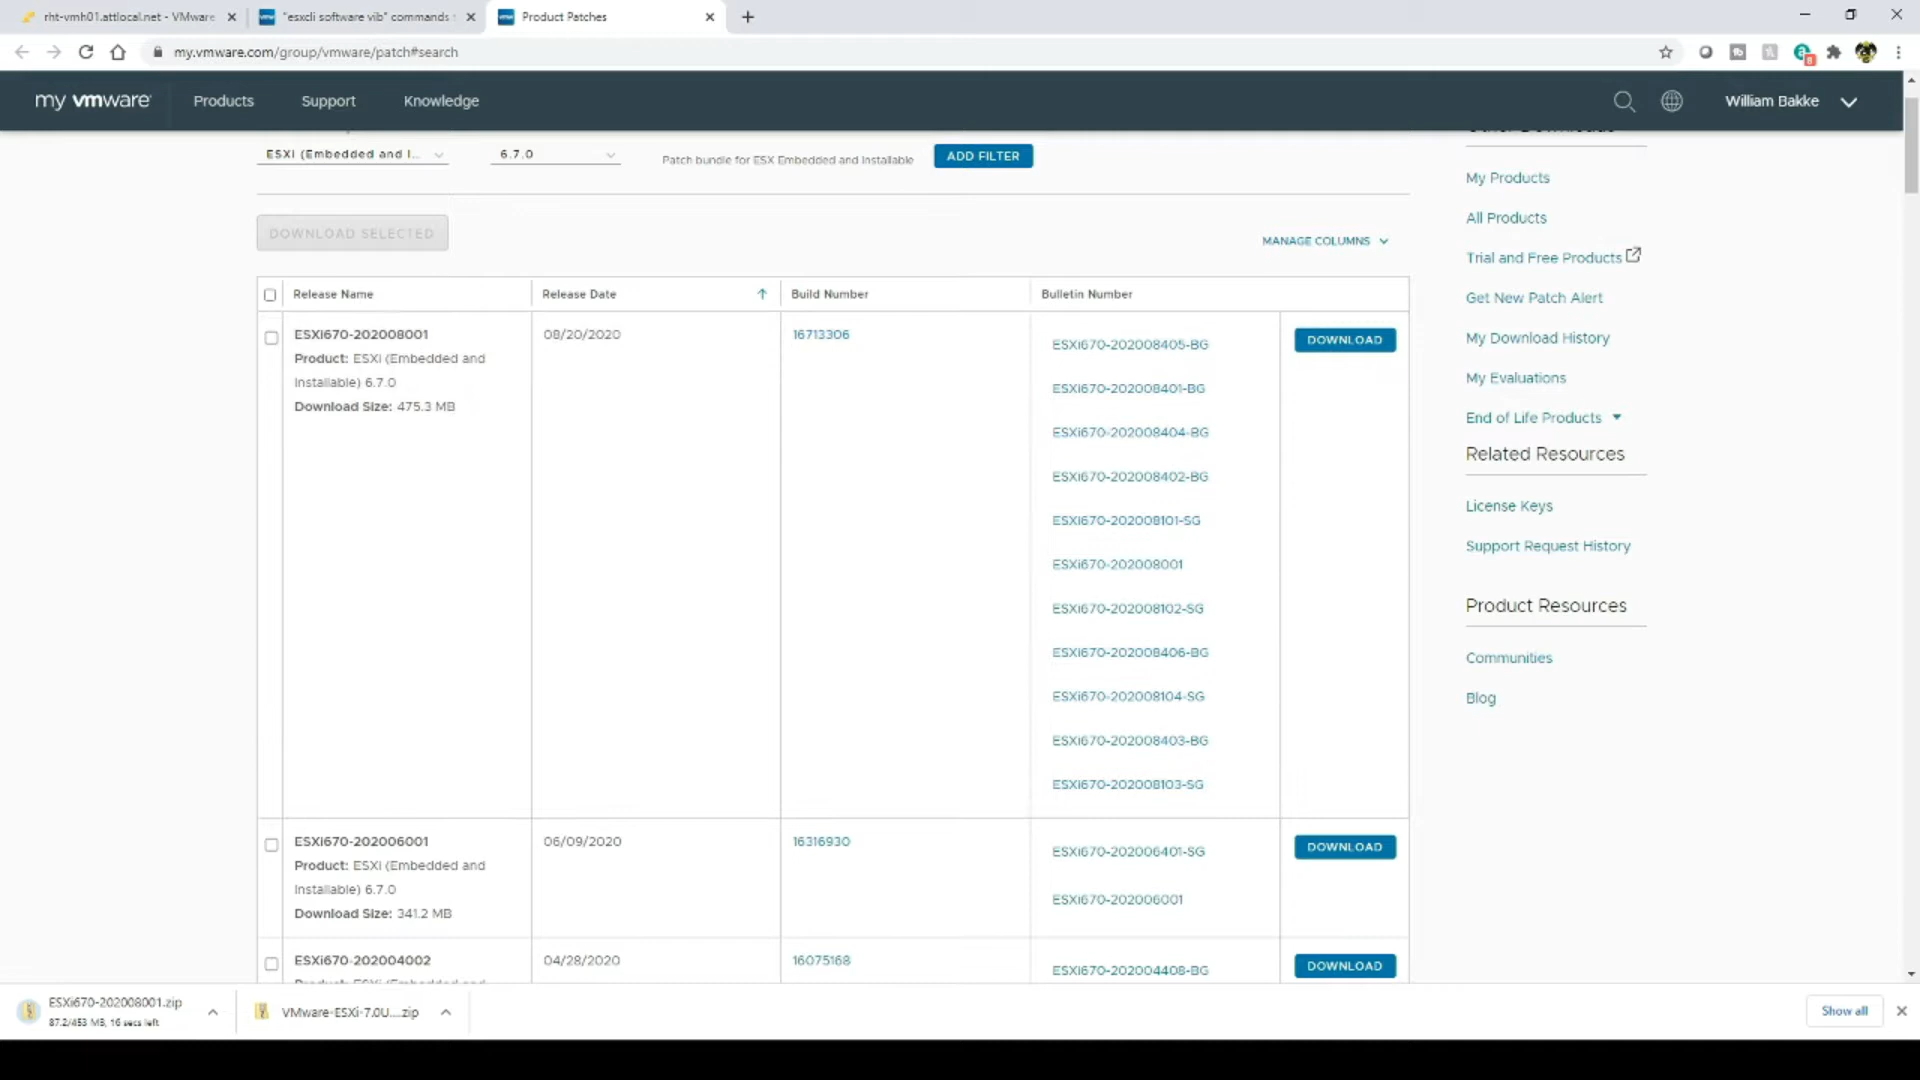 rht-vmh01.attlocal.net - VMware
"esxcli software vib" commands
Product Patches
my.vmware.com/group/vmware/patch#search
my vmware
Products
Support
Knowledge
William Bakke
ESXi (Embedded and I...
6.7.0
Patch bundle for ESX Embedded and Installable
ADD FILTER
DOWNLOAD SELECTED
MANAGE COLUMNS
Release Name
Release Date
Build Number
Bulletin Number
ESXi670-202008001
Product: ESXi (Embedded and
Installable) 6.7.0
Download Size: 475.3 MB
08/20/2020
16713306
ESXi670-202008405-BG
ESXi670-202008401-BG
ESXi670-202008404-BG
ESXi670-202008402-BG
ESXi670-202008101-SG
ESXi670-202008001
ESXi670-202008102-SG
ESXi670-202008406-BG
ESXi670-202008104-SG
ESXi670-202008403-BG
ESXi670-202008103-SG
DOWNLOAD
ESXi670-202006001
Product: ESXi (Embedded and
Installable) 6.7.0
Download Size: 341.2 MB
06/09/2020
16316930
ESXi670-202006401-SG
ESXi670-202006001
DOWNLOAD
ESXi670-202004002
04/28/2020
16075168
ESXi670-202004408-BG
DOWNLOAD
My Products
All Products
Trial and Free Products
Get New Patch Alert
My Download History
My Evaluations
End of Life Products
Related Resources
License Keys
Support Request History
Product Resources
Communities
Blog
ESXi670-202008001.zip
87.2/453 MB, 16 secs left
VMware-ESXi-7.0U....zip
Show all